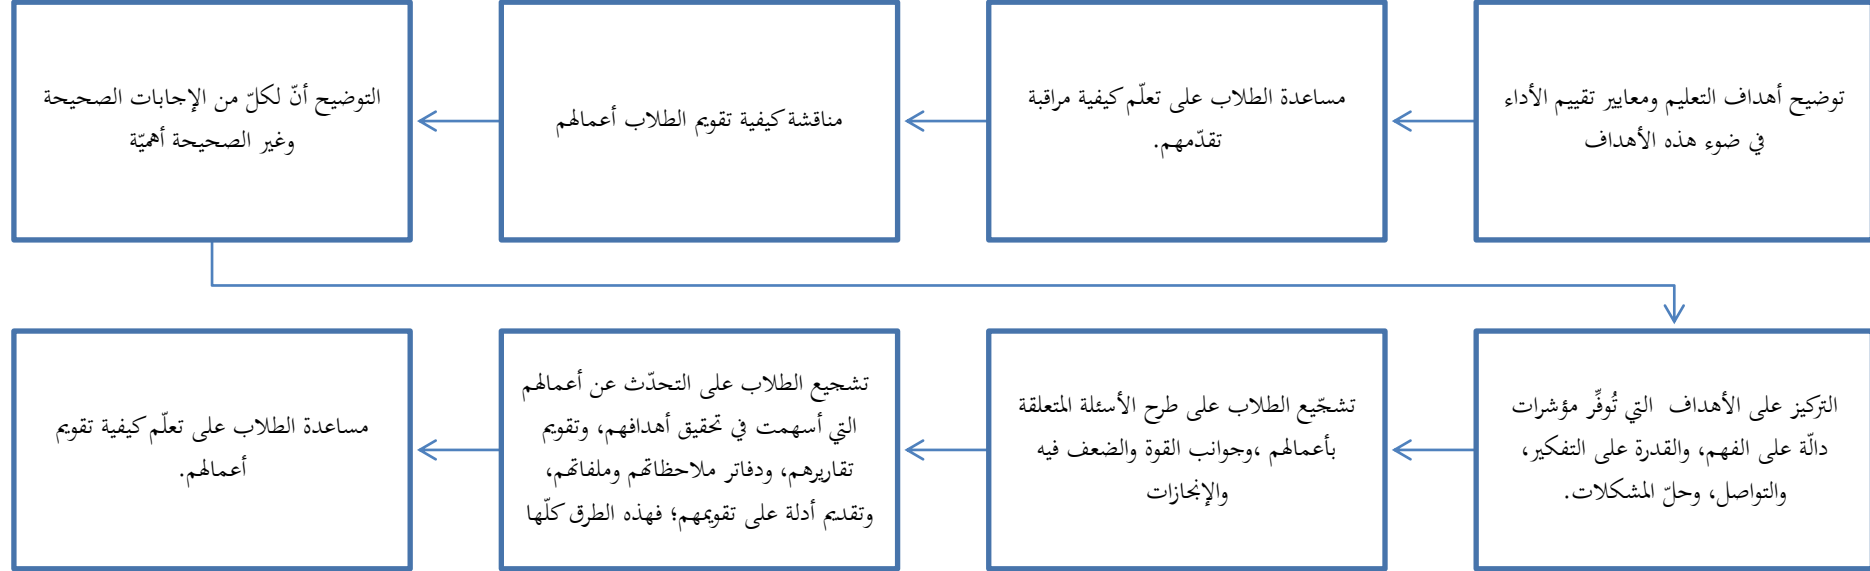 توضيح أهداف التعليم ومعايير تقييم الأداء
في ضوء هذه الأهداف
مساعدة الطلاب على تعلّم كيفية مراقبة
تقدّمهم.
مناقشة كيفية تقويم الطلاب أعمالهم
التوضيح أنّ لكلّ من الإجابات الصحيحة
وغير الصحيحة أهميّة
التركيز على الأهداف التي تُوفِّر مؤشرات
دالّة على الفهم، والقدرة على التفكير،
والتواصل، وحلّ المشكلات.
تشجّيع الطلاب على طرح الأسئلة المتعلقة
بأعمالهم ،وجوانب القوة والضعف فيه
والإنجازات
تشجيع الطلاب على التحدّث عن أعمالهم
التي أسهمت في تحقيق أهدافهم، وتقويم
تقاريرهم، ودفاتر ملاحظاتهم وملفاتهم،
وتقديم أدلة على تقويمهم؛ فهذه الطرق كلّها
مساعدة الطلاب على تعلّم كيفية تقويم
أعمالهم.